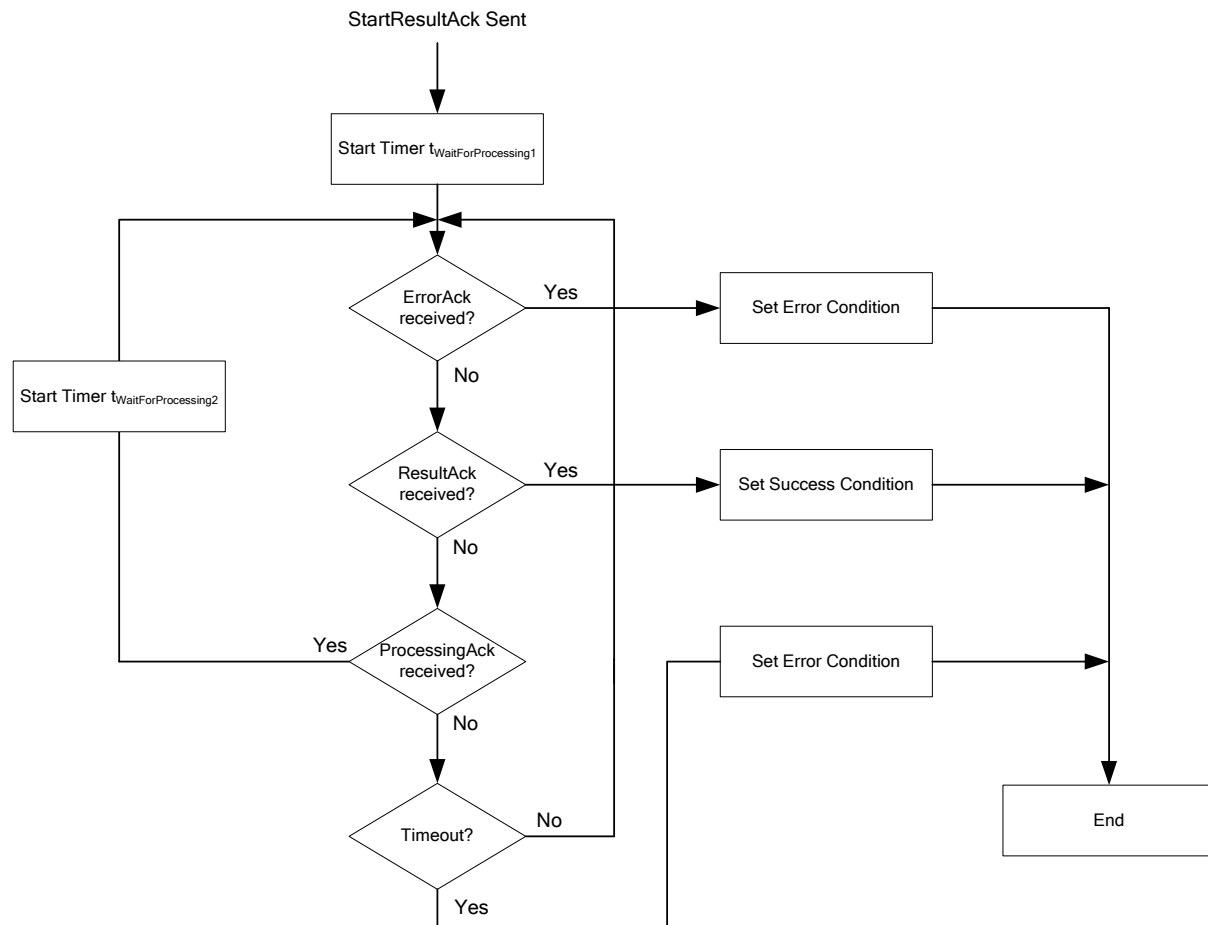 StartResultAck Sent
Start Timer tWaitForProcessing1
ErrorAck
received?
Yes
Set Error Condition
No
Start Timer tWaitForProcessing2
ResultAck
received?
Yes
Set Success Condition
No
Yes
ProcessingAck
received?
Set Error Condition
No
Timeout?
No
End
Yes